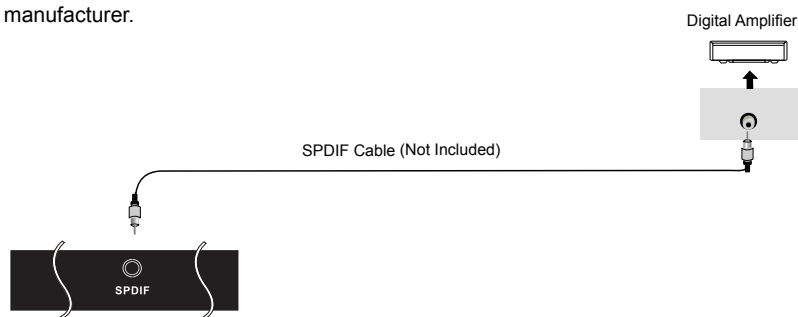 manufacturer.
Digital Amplifier
SPDIF Cable (Not Included)
SPDIF